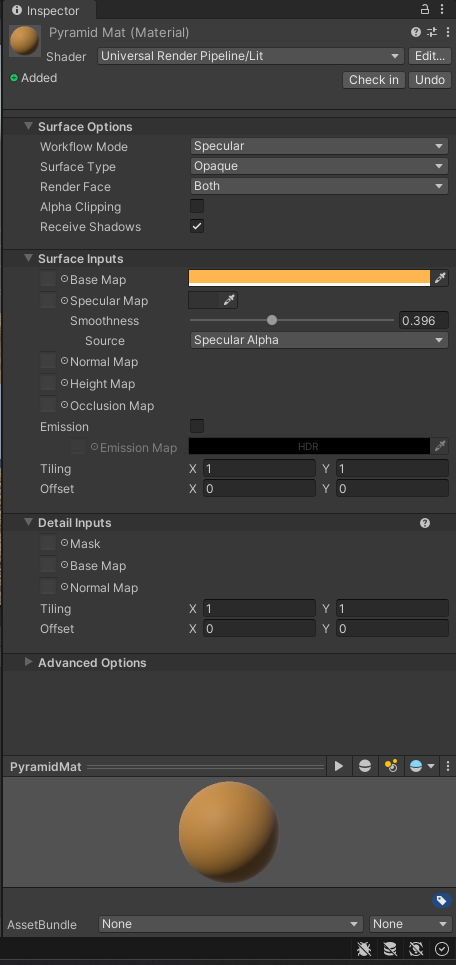 Inspector
Pyramid Mat (Material)
Shader Universal Render Pipeline/Lit Edit...
Added Check in Undo
Surface Options
Workflow Mode Specular
Surface Type Opaque
Render Face Both
Alpha Clipping
Receive Shadows
Surface Inputs
Base Map
Specular Map
Smoothness 0.396
Source Specular Alpha
Normal Map
Height Map
Occlusion Map
Emission
Emission Map HDR
Tiling X 1 Y 1
Offset X 0 Y 0
Detail Inputs
Mask
Base Map
Normal Map
Tiling X 1 Y 1
Offset X 0 Y 0
Advanced Options
PyramidMat
AssetBundle None None